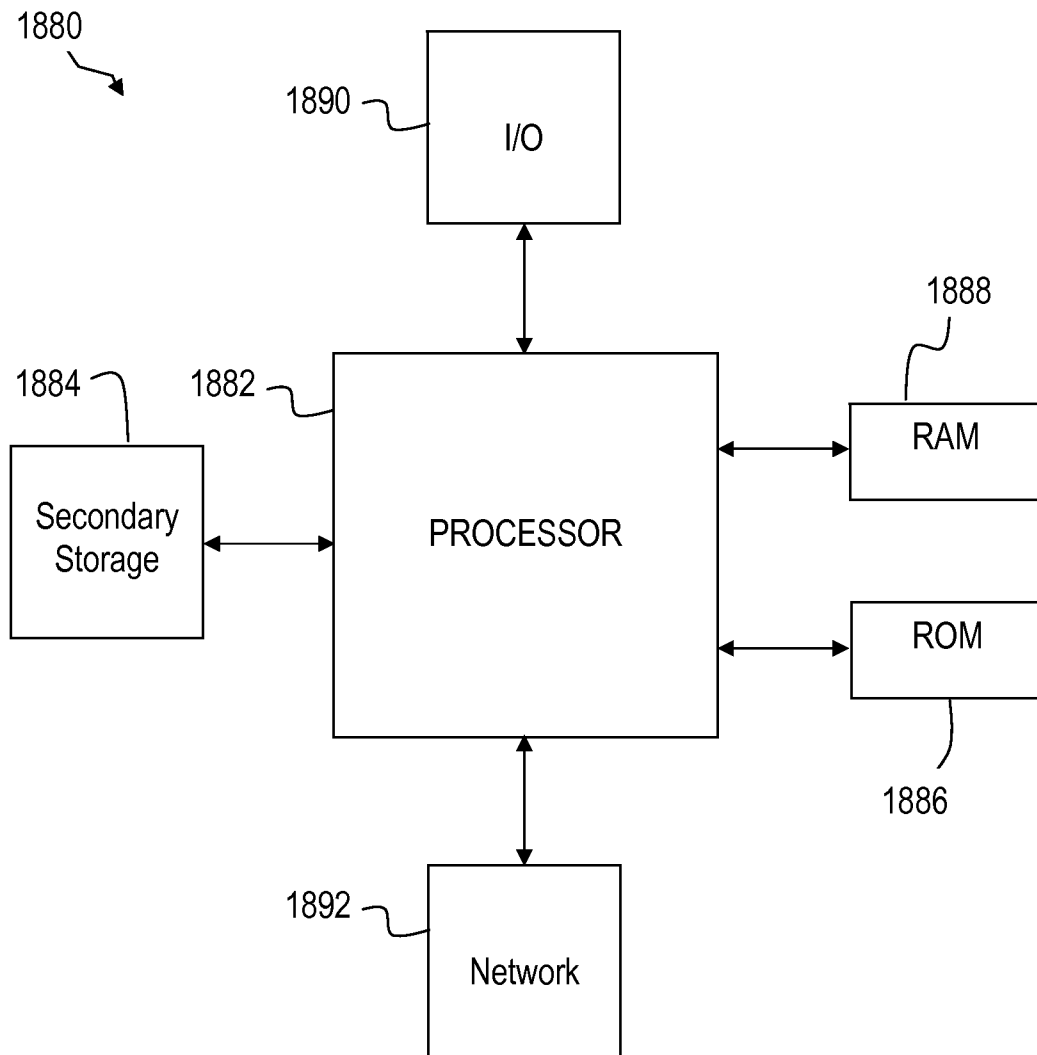 1880
1890
I/O
1888
1884
1882
RAM
Secondary
Storage
PROCESSOR
ROM
1886
1892
Network